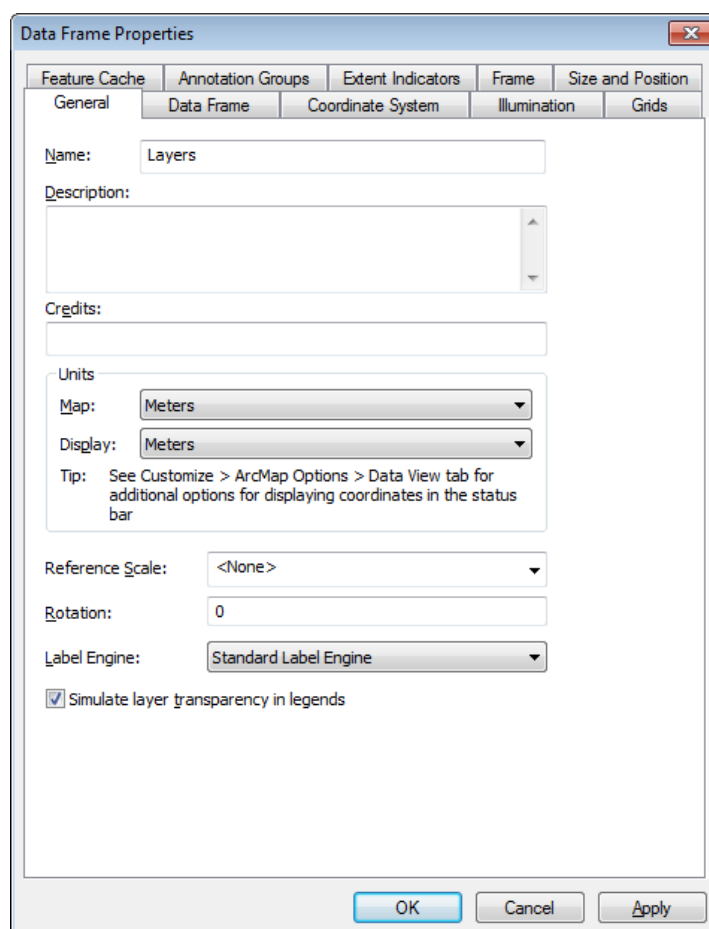 Data Frame Properties
Feature Cache Annotation Groups Extent Indicators Frame Size and Position
General Data Frame Coordinate System Illumination Grids
Name: Layers
Description:
Credits:
Units
Map: Meters
Display: Meters
Tip: See Customize > ArcMap Options > Data View tab for
additional options for displaying coordinates in the status
bar
Reference Scale: <None>
Rotation: 0
Label Engine: Standard Label Engine
Simulate layer transparency in legends
OK Cancel Apply